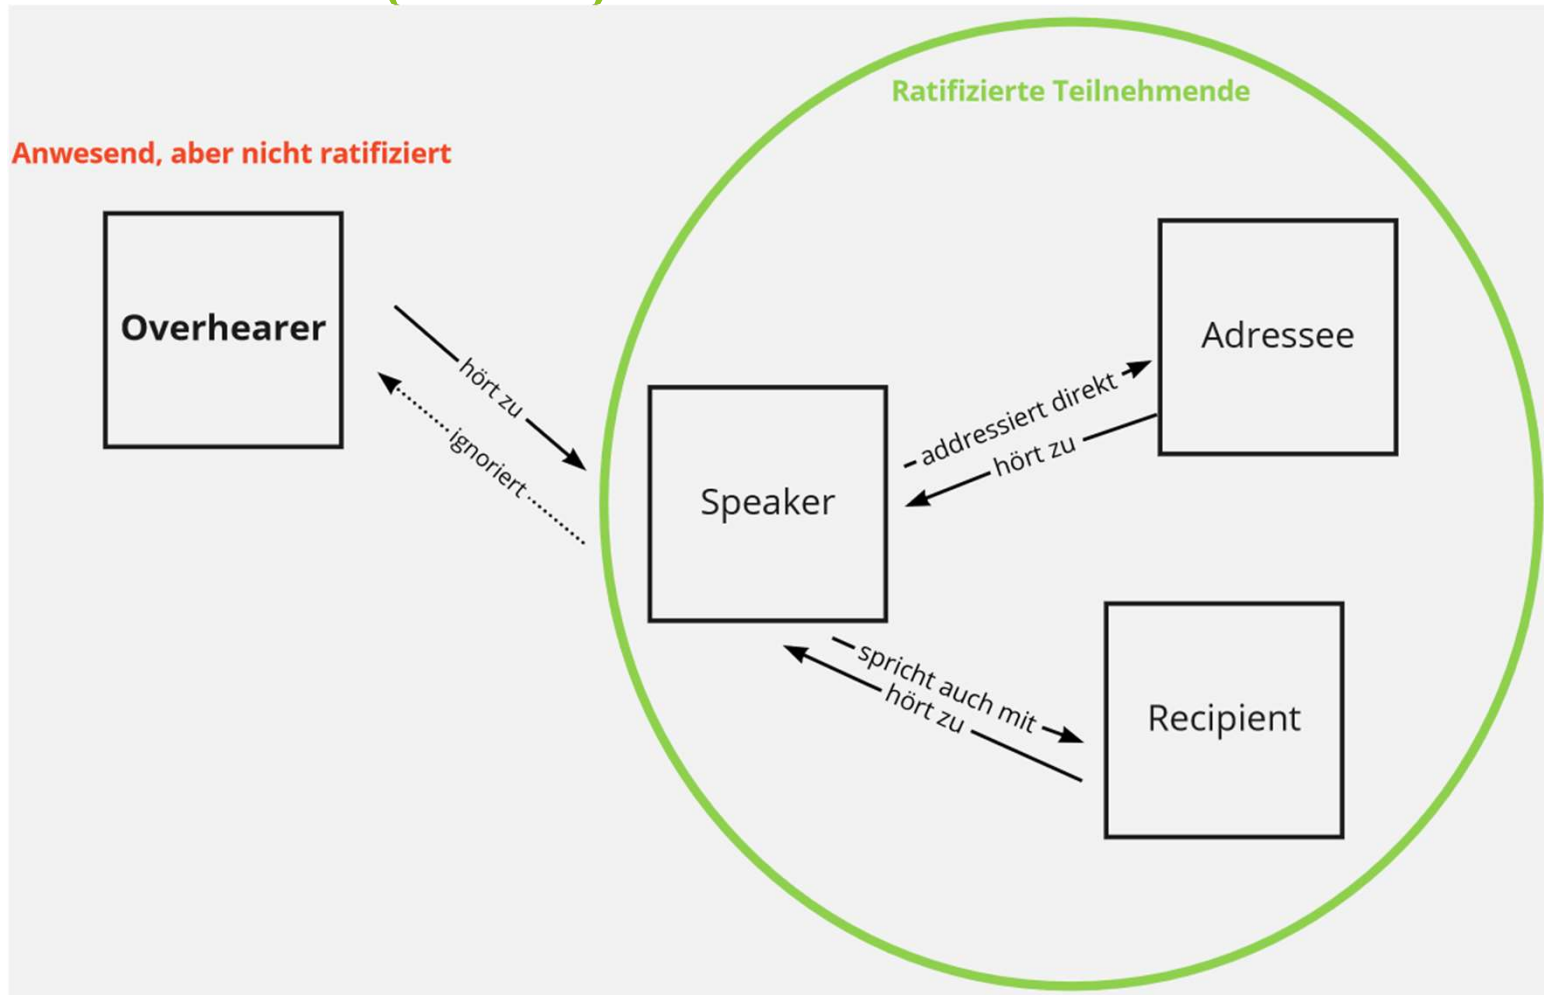 Ratifizierte Teilnehmende
Anwesend, aber nicht ratifiziert
Overhearer
hört zu
ignoriert
Speaker
addressiert direkt
hört zu
Adressee
spricht auch mit
hört zu
Recipient